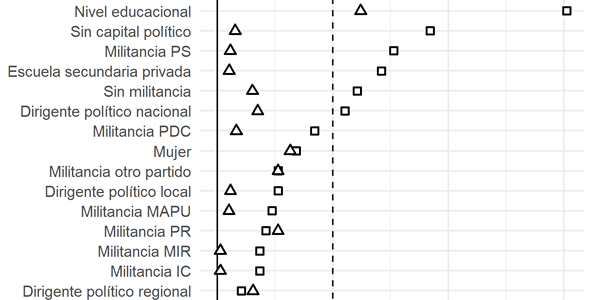 Nivel educacional
Sin capital político
Militancia PS
Escuela secundaria privada
Sin militancia
Dirigente político nacional
Militancia PDC
Mujer
Militancia otro partido
Dirigente político local
Militancia MAPU
Militancia PR
Militancia MIR
Militancia IC
Dirigente político regional